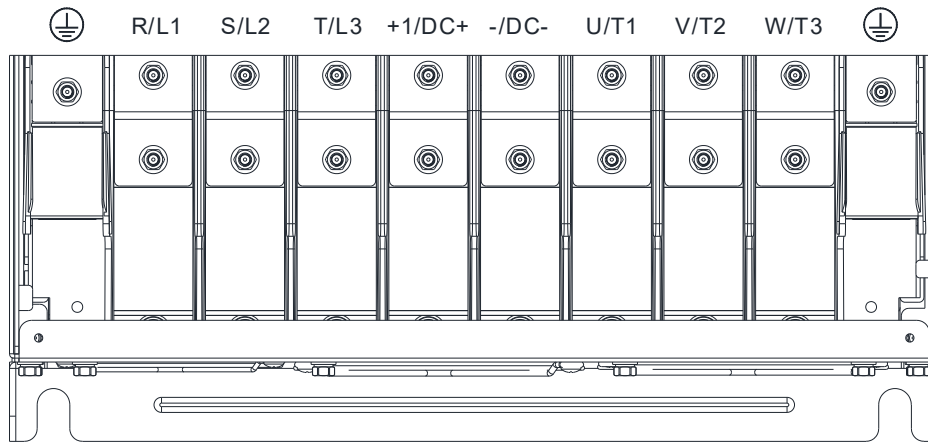 R/L1 S/L2 T/L3 +1/DC+ -/DC- U/T1 V/T2 W/T3